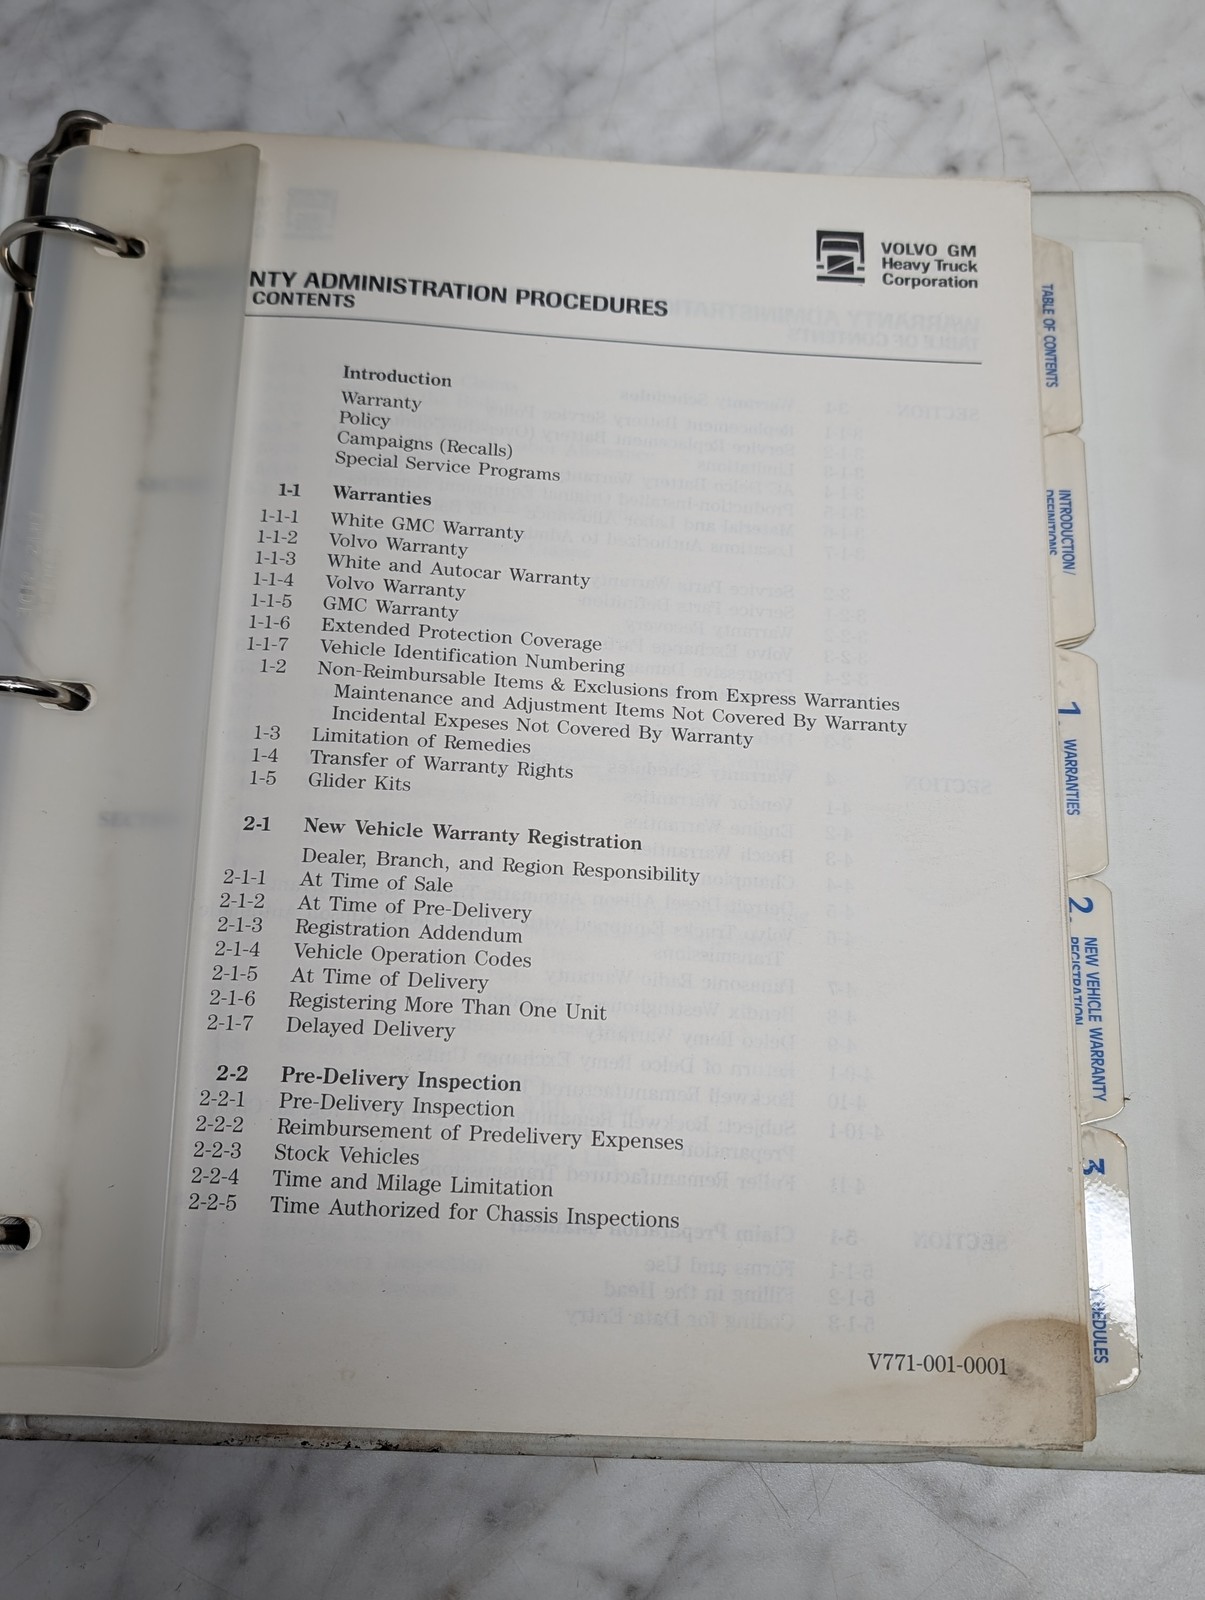 VOLVO GM
Heavy Truck
Corporation
NTY ADMINISTRATION PROCEDURES
CONTENTS
Introduction
Warranty
Policy
Campaigns (Recalls)
Special Service Programs
1-1 Warranties
1-1-1 White GMC Warranty
1-1-2 Volvo Warranty
1-1-3 White and Autocar Warranty
1-1-4 Volvo Warranty
1-1-5 GMC Warranty
1-1-6 Extended Protection Coverage
1-1-7 Vehicle Identification Numbering
1-2 Non-Reimbursable Items & Exclusions from Express Warranties
Maintenance and Adjustment Items Not Covered By Warranty
Incidental Expeses Not Covered By Warranty
1-3 Limitation of Remedies
1-4 Transfer of Warranty Rights
1-5 Glider Kits
2-1 New Vehicle Warranty Registration
Dealer, Branch, and Region Responsibility
2-1-1 At Time of Sale
2-1-2 At Time of Pre-Delivery
2-1-3 Registration Addendum
2-1-4 Vehicle Operation Codes
2-1-5 At Time of Delivery
2-1-6 Registering More Than One Unit
2-1-7 Delayed Delivery
2-2 Pre-Delivery Inspection
2-2-1 Pre-Delivery Inspection
2-2-2 Reimbursement of Predelivery Expenses
2-2-3 Stock Vehicles
2-2-4 Time and Milage Limitation
2-2-5 Time Authorized for Chassis Inspections
V771-001-0001
TABLE OF CONTENTS
INTRODUCTION/
DEFINITIONS
1. WARRANTIES
2. NEW VEHICLE WARRANTY
REGISTRATION
3